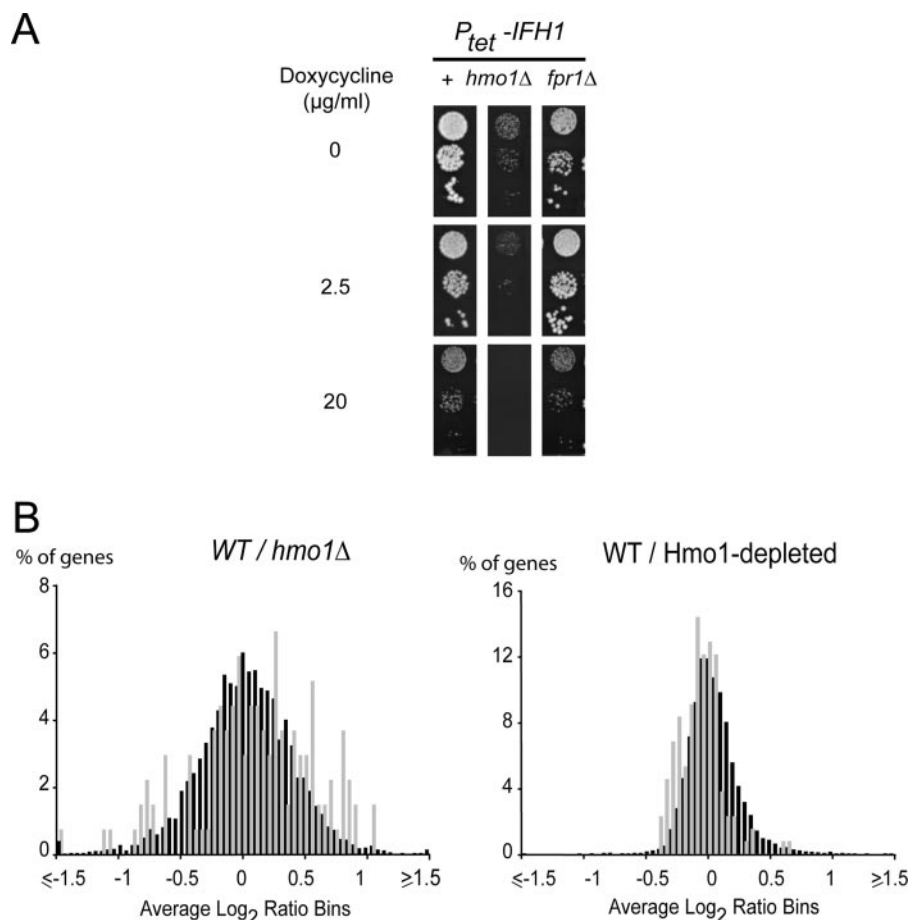 A
P_tet -IFH1
Doxycycline
(µg/ml)
+ hmo1Δ fpr1Δ
0
2.5
20
B
% of genes
WT / hmo1Δ
8
6
4
2
0
≤-1.5 -1 -0.5 0 0.5 1 ≥1.5
Average Log2 Ratio Bins
% of genes
WT / Hmo1-depleted
16
12
8
4
0
≤-1.5 -1 -0.5 0 0.5 1 ≥1.5
Average Log2 Ratio Bins